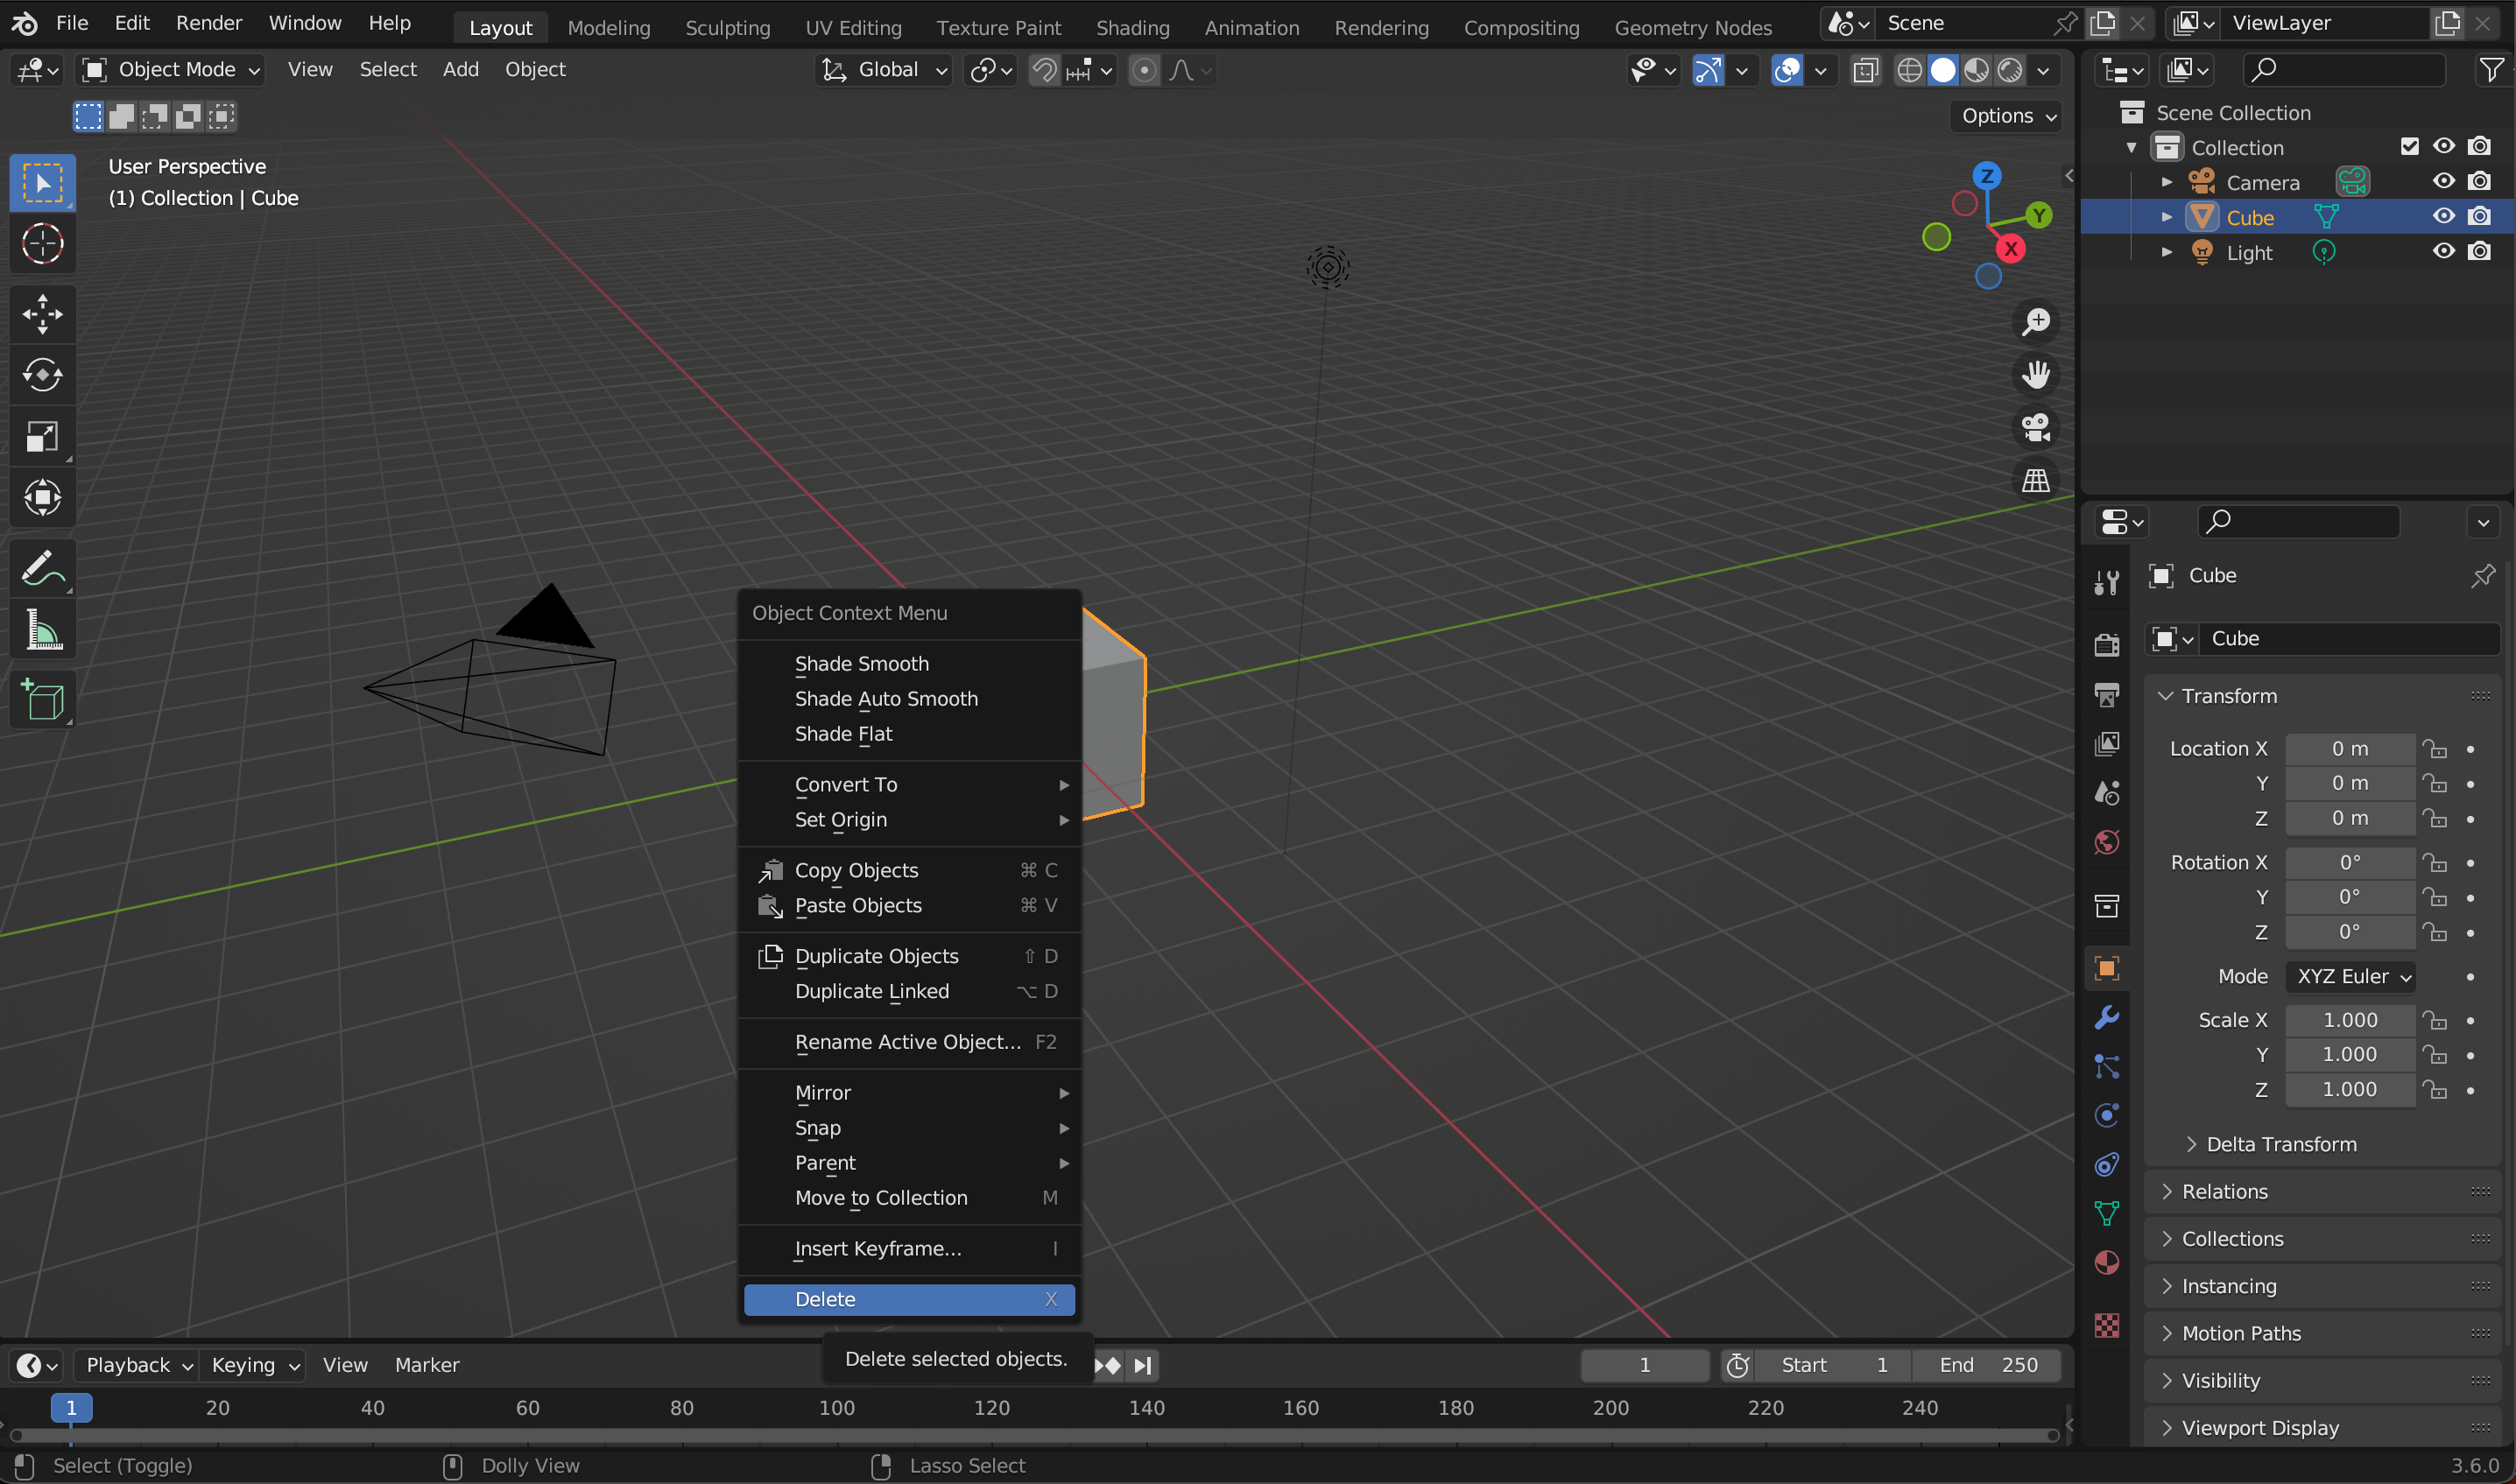 File Edit Render Window Help Layout Modeling Sculpting UV Editing Texture Paint Shading Animation Rendering Compositing Geometry Nodes Scene ViewLayer
Object Mode View Select Add Object Global
Options
User Perspective
(1) Collection | Cube
Z
Y
X
Scene Collection
Collection
Camera
Cube
Light
Object Context Menu
Shade Smooth
Shade Auto Smooth
Shade Flat
Convert To
Set Origin
Copy Objects ⌘ C
Paste Objects ⌘ V
Duplicate Objects ⇧ D
Duplicate Linked ⌥ D
Rename Active Object... F2
Mirror
Snap
Parent
Move to Collection M
Insert Keyframe... I
Delete X
Delete selected objects.
Cube
Cube
Transform
Location X 0 m
Y 0 m
Z 0 m
Rotation X 0°
Y 0°
Z 0°
Mode XYZ Euler
Scale X 1.000
Y 1.000
Z 1.000
Delta Transform
Relations
Collections
Instancing
Motion Paths
Visibility
Viewport Display
Playback Keying View Marker 1 Start 1 End 250
1 20 40 60 80 100 120 140 160 180 200 220 240
Select (Toggle) Dolly View Lasso Select 3.6.0